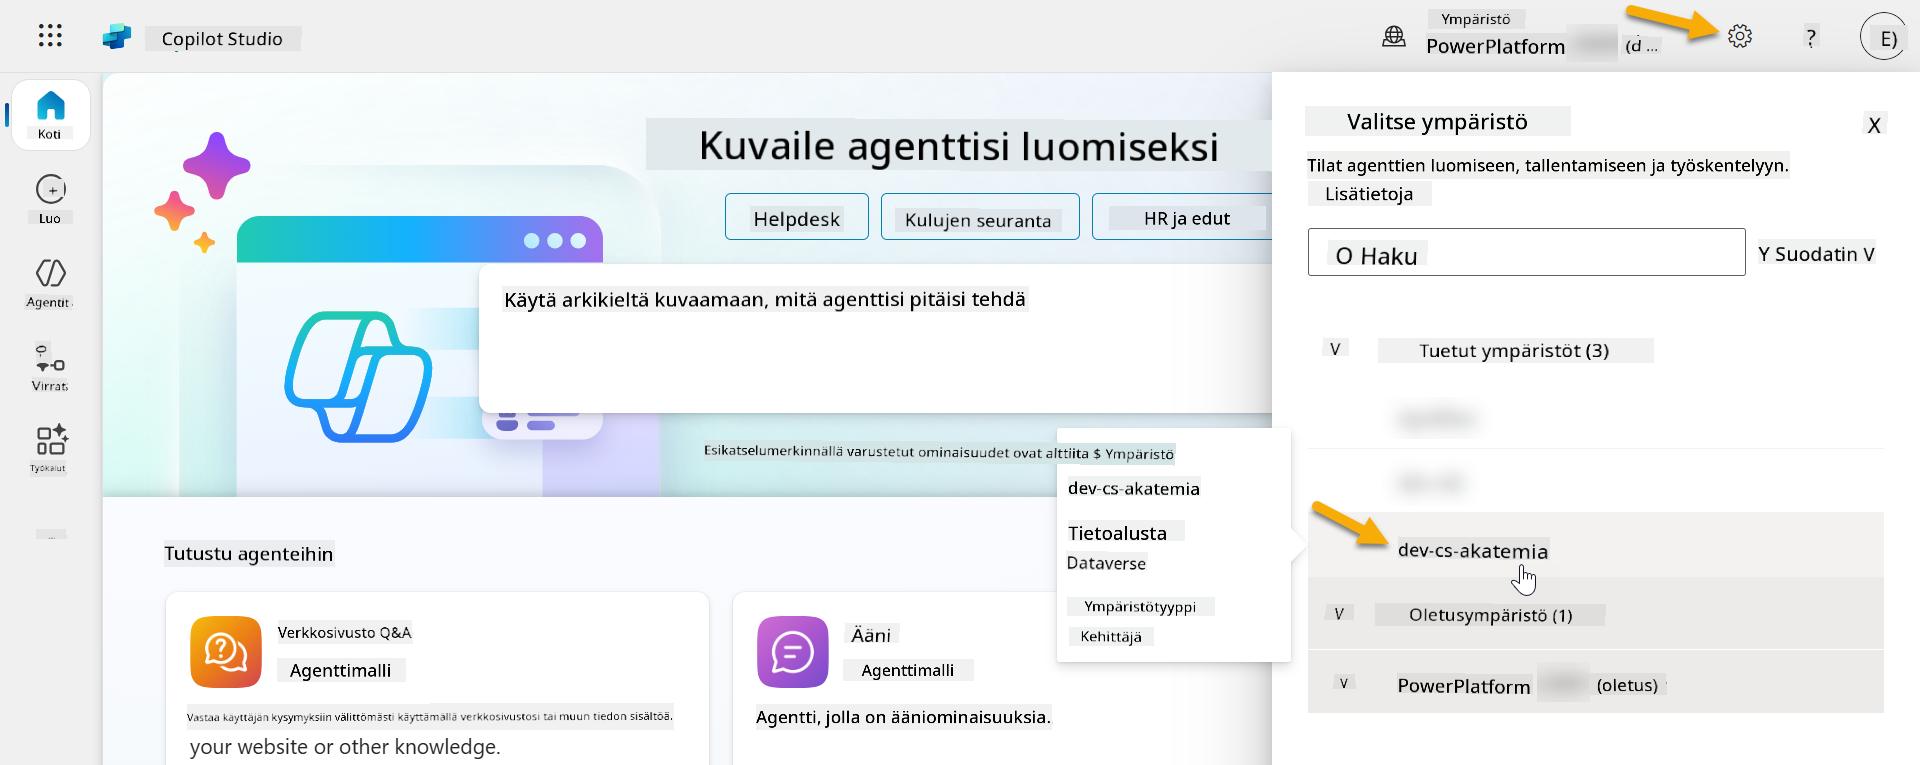 Copilot Studio
Ympäristö
PowerPlatform (d ...
?
E)
Koti
Luo
Agentit
Virrat
Työkalut
Kuvaile agenttisi luomiseksi
Helpdesk
Kulujen seuranta
HR ja edut
Käytä arkikieltä kuvaamaan, mitä agenttisi pitäisi tehdä
Esikatselumerkinnällä varustetut ominaisuudet ovat alttiita $ Ympäristö
dev-cs-akatemia
Tietoalusta
Dataverse
Ympäristötyyppi
Kehittäjä
Tutustu agenteihin
Verkkosivusto Q&A
Agenttimalli
Vastaa käyttäjän kysymyksiin välittömästi käyttämällä verkkosivustosi tai muun tiedon sisältöä.
your website or other knowledge.
Ääni
Agenttimalli
Agentti, jolla on ääniominaisuuksia.
Valitse ympäristö
X
Tilat agenttien luomiseen, tallentamiseen ja työskentelyyn.
Lisätietoja
O Haku
Y Suodatin V
V Tuetut ympäristöt (3)
dev-cs-akatemia
V Oletusympäristö (1)
V PowerPlatform (oletus)